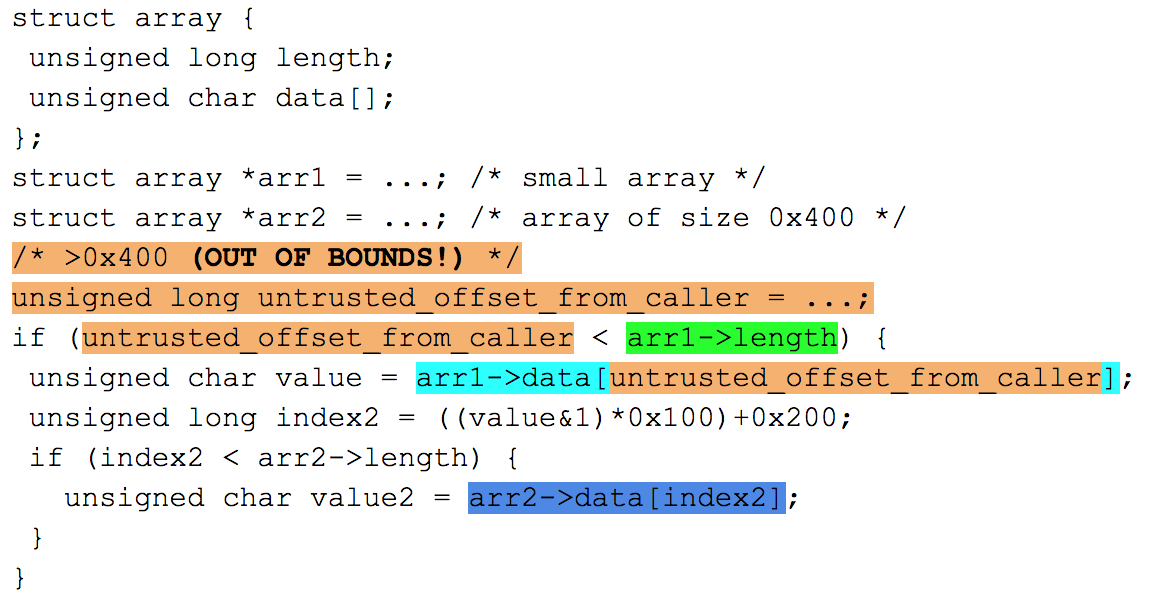 struct array {
 unsigned long length;
 unsigned char data[];
};
struct array *arr1 = ...; /* small array */
struct array *arr2 = ...; /* array of size 0x400 */
/* >0x400 (OUT OF BOUNDS!) */
unsigned long untrusted_offset_from_caller = ...;
if (untrusted_offset_from_caller < arr1->length) {
 unsigned char value = arr1->data[untrusted_offset_from_caller];
 unsigned long index2 = ((value&1)*0x100)+0x200;
 if (index2 < arr2->length) {
   unsigned char value2 = arr2->data[index2];
 }
}